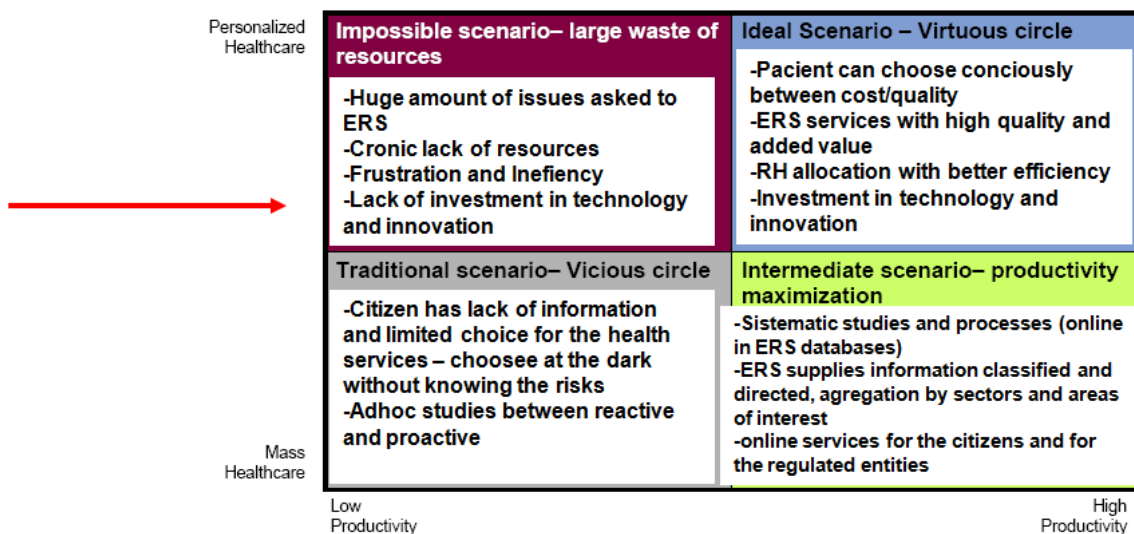 Personalized
Healthcare
Impossible scenario– large waste of
resources
-Huge amount of issues asked to
ERS
-Cronic lack of resources
-Frustration and Inefiency
-Lack of investment in technology
and innovation
Ideal Scenario – Virtuous circle
-Pacient can choose conciously
between cost/quality
-ERS services with high quality and
added value
-RH allocation with better efficiency
-Investment in technology and
innovation
Traditional scenario– Vicious circle
-Citizen has lack of information
and limited choice for the health
services – choosee at the dark
without knowing the risks
-Adhoc studies between reactive
and proactive
Intermediate scenario– productivity
maximization
-Sistematic studies and processes (online
in ERS databases)
-ERS supplies information classified and
directed, agregation by sectors and areas
of interest
-online services for the citizens and for
the regulated entities
Mass
Healthcare
Low
Productivity
High
Productivity